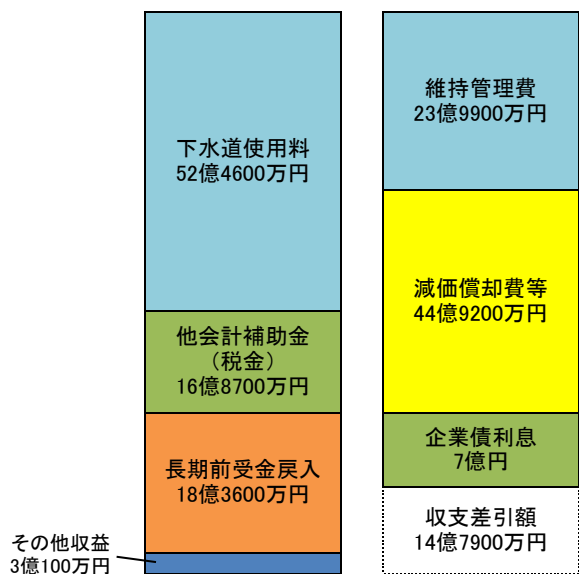 下水道使用料
52億4600万円
他会計補助金
（税金）
16億8700万円
長期前受金戻入
18億3600万円
その他収益
3億100万円
維持管理費
23億9900万円
減価償却費等
44億9200万円
企業債利息
7億円
収支差引額
14億7900万円